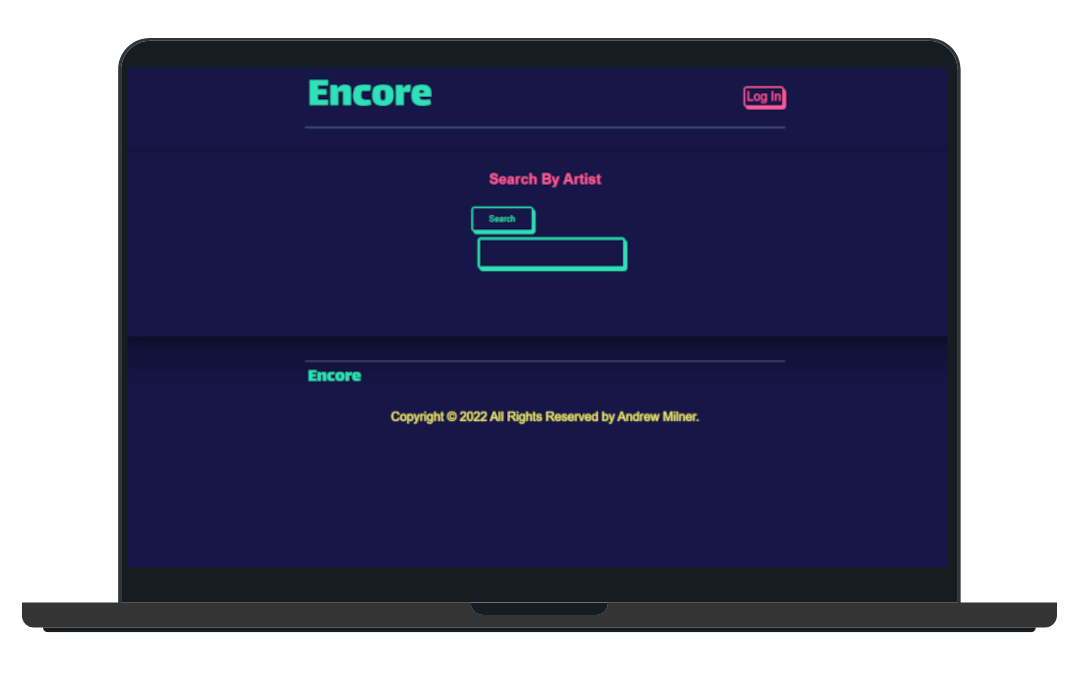 Encore
Log In
Search By Artist
Search
Encore
Copyright © 2022 All Rights Reserved by Andrew Milner.